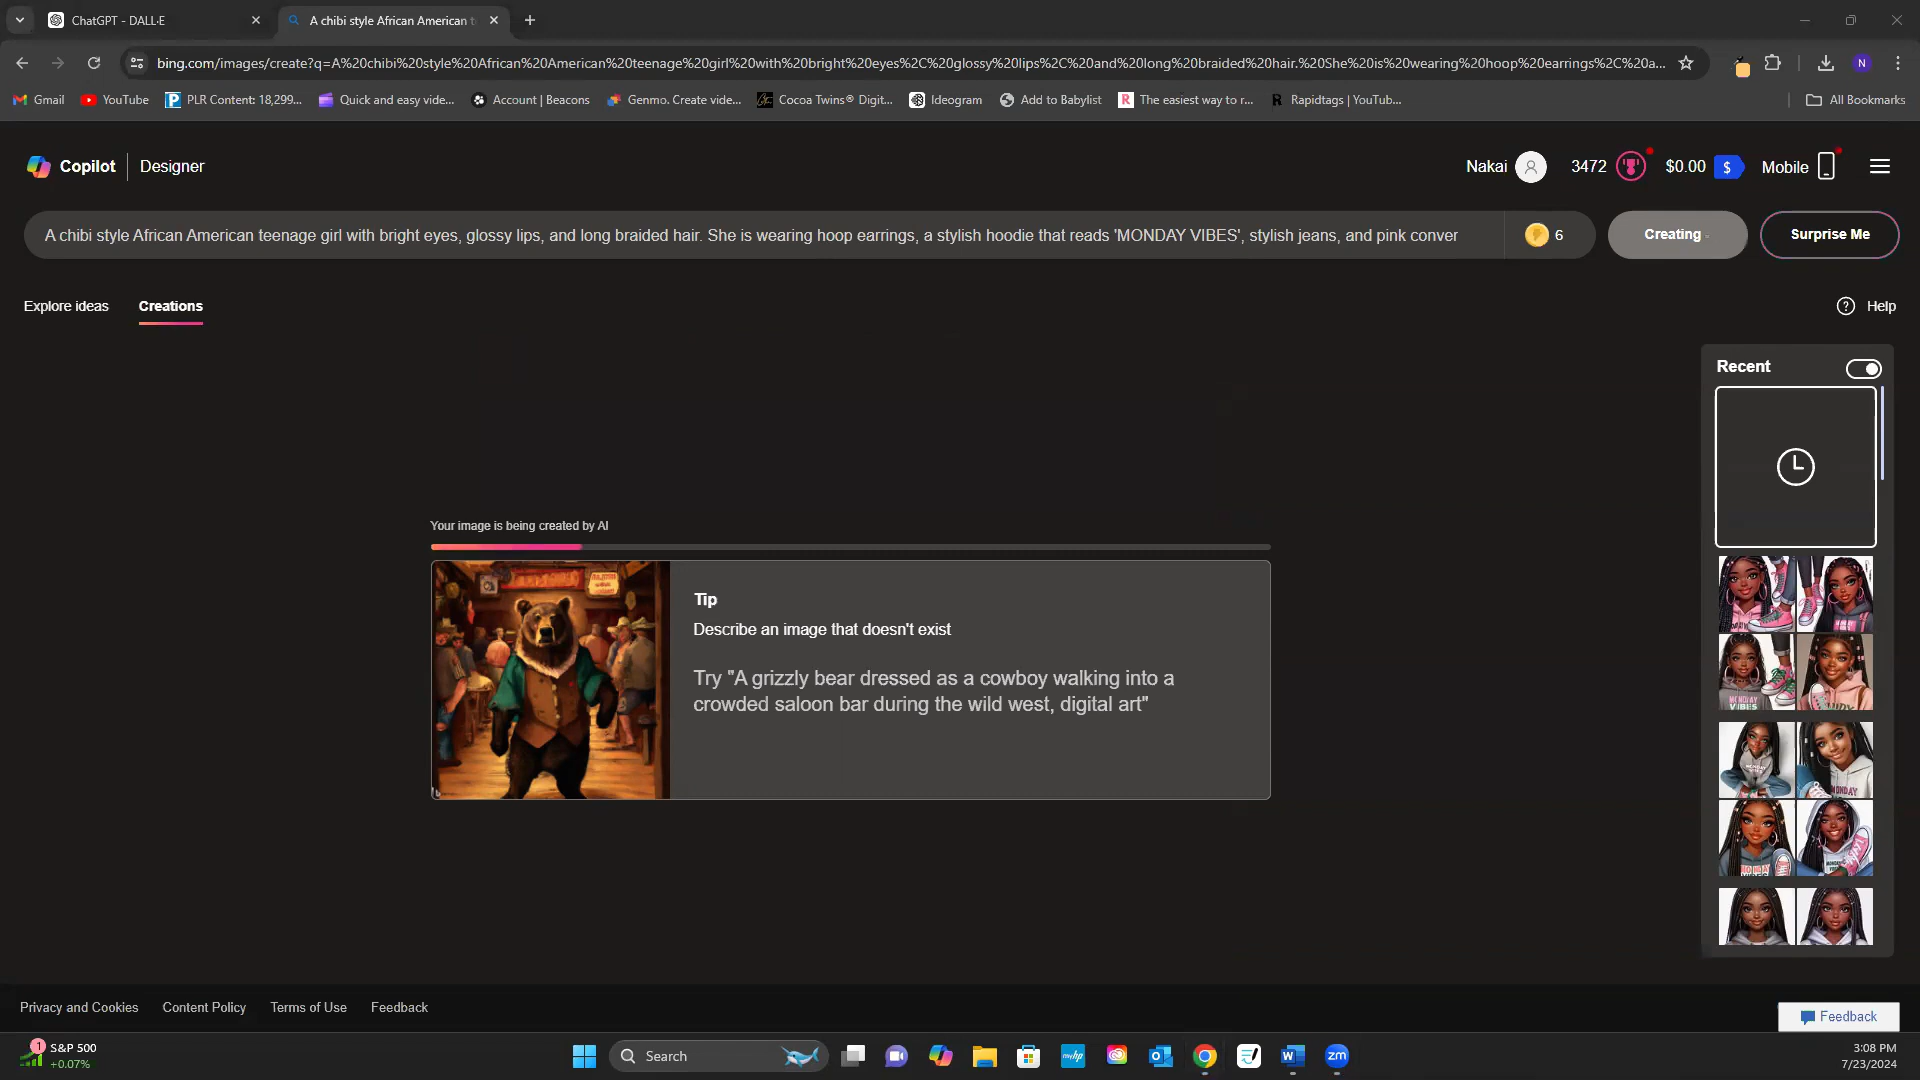 ChatGPT - DALL·E
A chibi style African American t
bing.com/images/create?q=A%20chibi%20style%20African%20American%20teenage%20girl%20with%20bright%20eyes%2C%20glossy%20lips%2C%20and%20long%20braided%20hair.%20She%20is%20wearing%20hoop%20earrings%2C%20a...
N
Gmail
YouTube
PLR Content: 18,299...
Quick and easy vide...
Account | Beacons
Genmo. Create vide...
Cocoa Twins® Digit...
Ideogram
Add to Babylist
The easiest way to r...
Rapidtags | YouTub...
All Bookmarks
Copilot
Designer
Nakai
3472
$0.00
$
Mobile
A chibi style African American teenage girl with bright eyes, glossy lips, and long braided hair. She is wearing hoop earrings, a stylish hoodie that reads 'MONDAY VIBES', stylish jeans, and pink conver
6
Creating
Surprise Me
Explore ideas
Creations
Help
Recent
Your image is being created by AI
Tip
Describe an image that doesn't exist
Try "A grizzly bear dressed as a cowboy walking into a
crowded saloon bar during the wild west, digital art"
Privacy and Cookies
Content Policy
Terms of Use
Feedback
Feedback
1
S&P 500
+0.07%
Search
myhp
W
zm
3:08 PM
7/23/2024